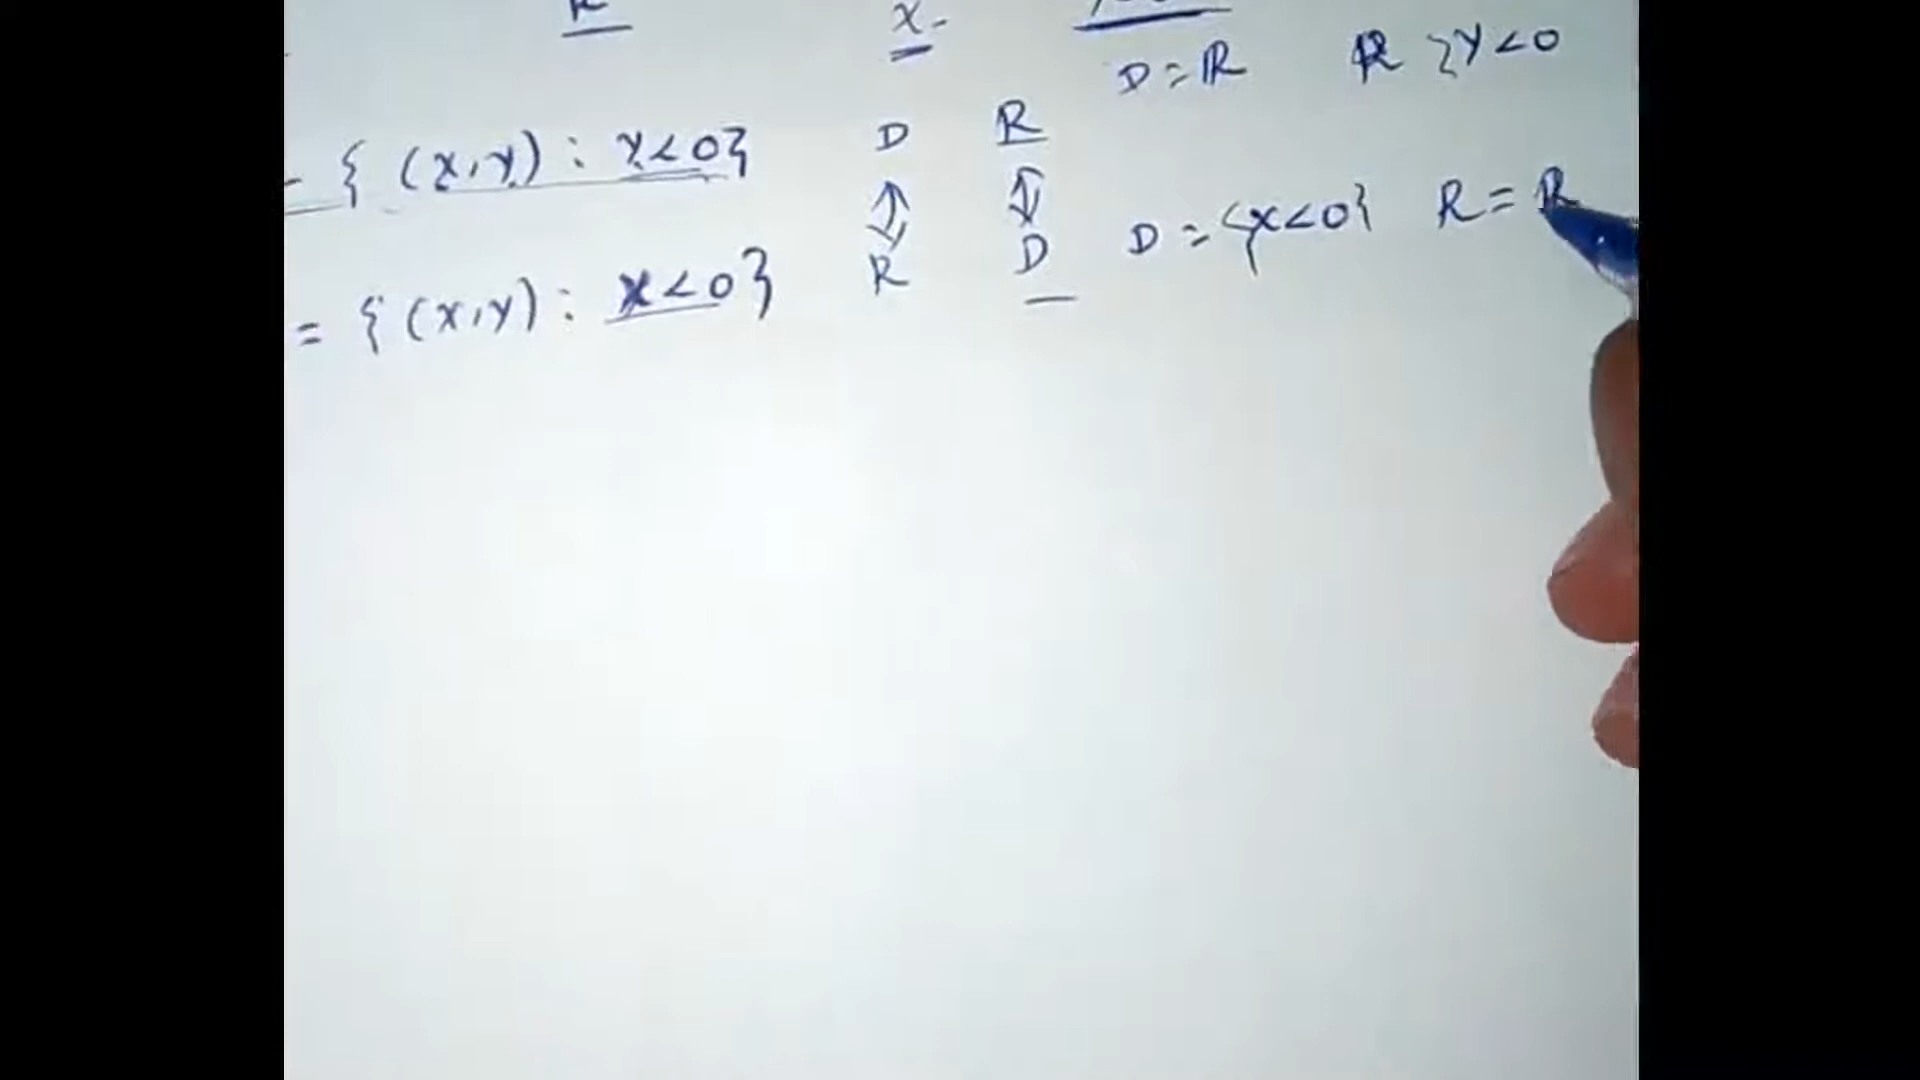 x-
D = ℝ R {y<0
- { (x,y) : y<0}
D R
⇕ ⇕
R D
D = {x<0} R = ℝ
= {(x,y) : x<0}